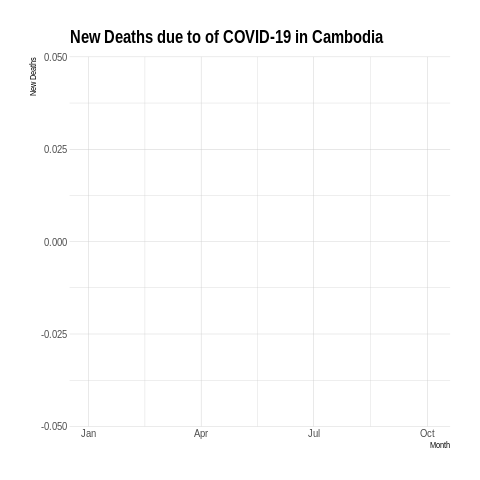 New Deaths due to of COVID-19 in Cambodia
New Deaths
0.050
0.025
0.000
-0.025
-0.050
Jan Apr Jul Oct
Month